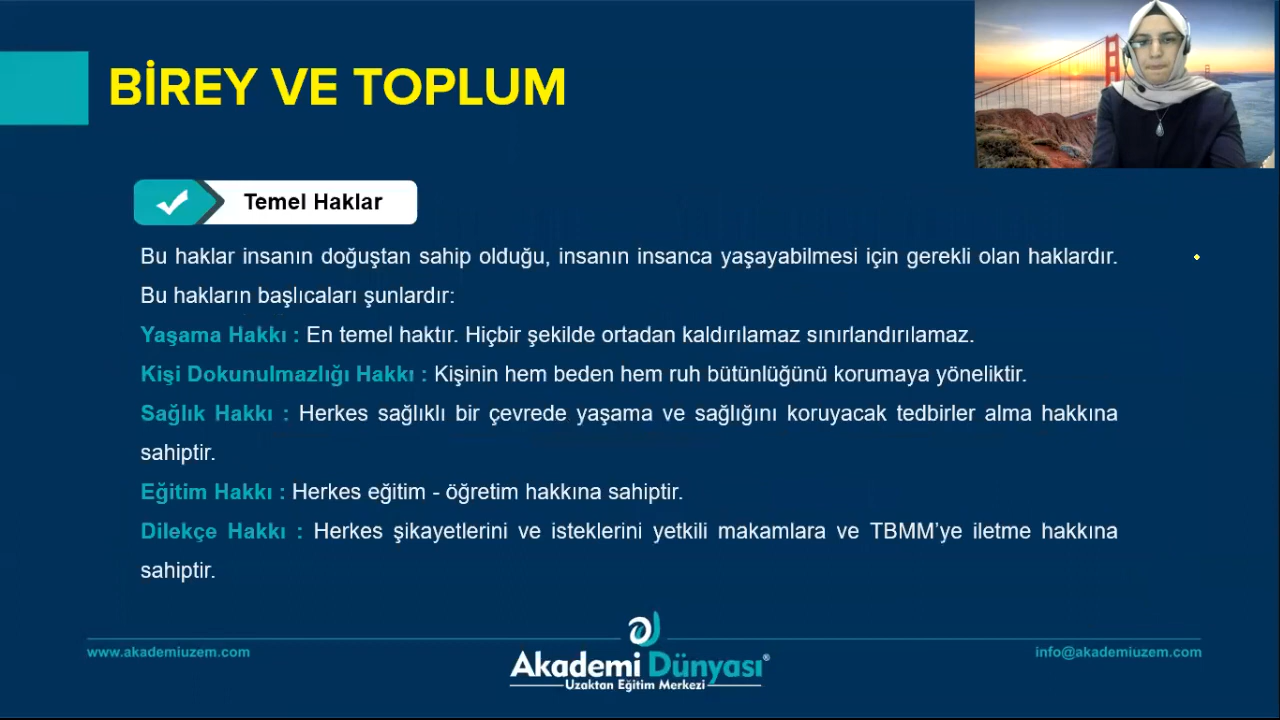 BİREY VE TOPLUM
Temel Haklar
Bu haklar insanın doğuştan sahip olduğu, insanın insanca yaşayabilmesi için gerekli olan haklardır.
Bu hakların başlıcaları şunlardır:
Yaşama Hakkı : En temel haktır. Hiçbir şekilde ortadan kaldırılamaz sınırlandırılamaz.
Kişi Dokunulmazlığı Hakkı : Kişinin hem beden hem ruh bütünlüğünü korumaya yöneliktir.
Sağlık Hakkı : Herkes sağlıklı bir çevrede yaşama ve sağlığını koruyacak tedbirler alma hakkına
sahiptir.
Eğitim Hakkı : Herkes eğitim - öğretim hakkına sahiptir.
Dilekçe Hakkı : Herkes şikayetlerini ve isteklerini yetkili makamlara ve TBMM’ye iletme hakkına
sahiptir.
www.akademiuzem.com
Akademi Dünyası®
Uzaktan Eğitim Merkezi
info@akademiuzem.com